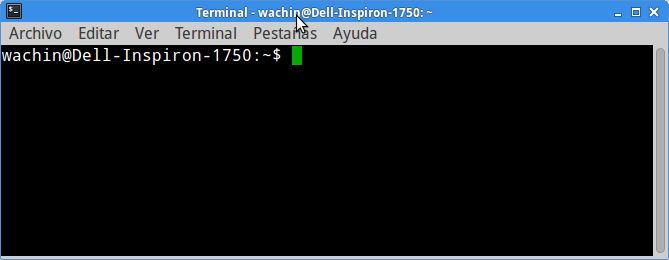 Terminal - wachin@Dell-Inspiron-1750: ~
Archivo Editar Ver Terminal Pestañas Ayuda
wachin@Dell-Inspiron-1750:~$